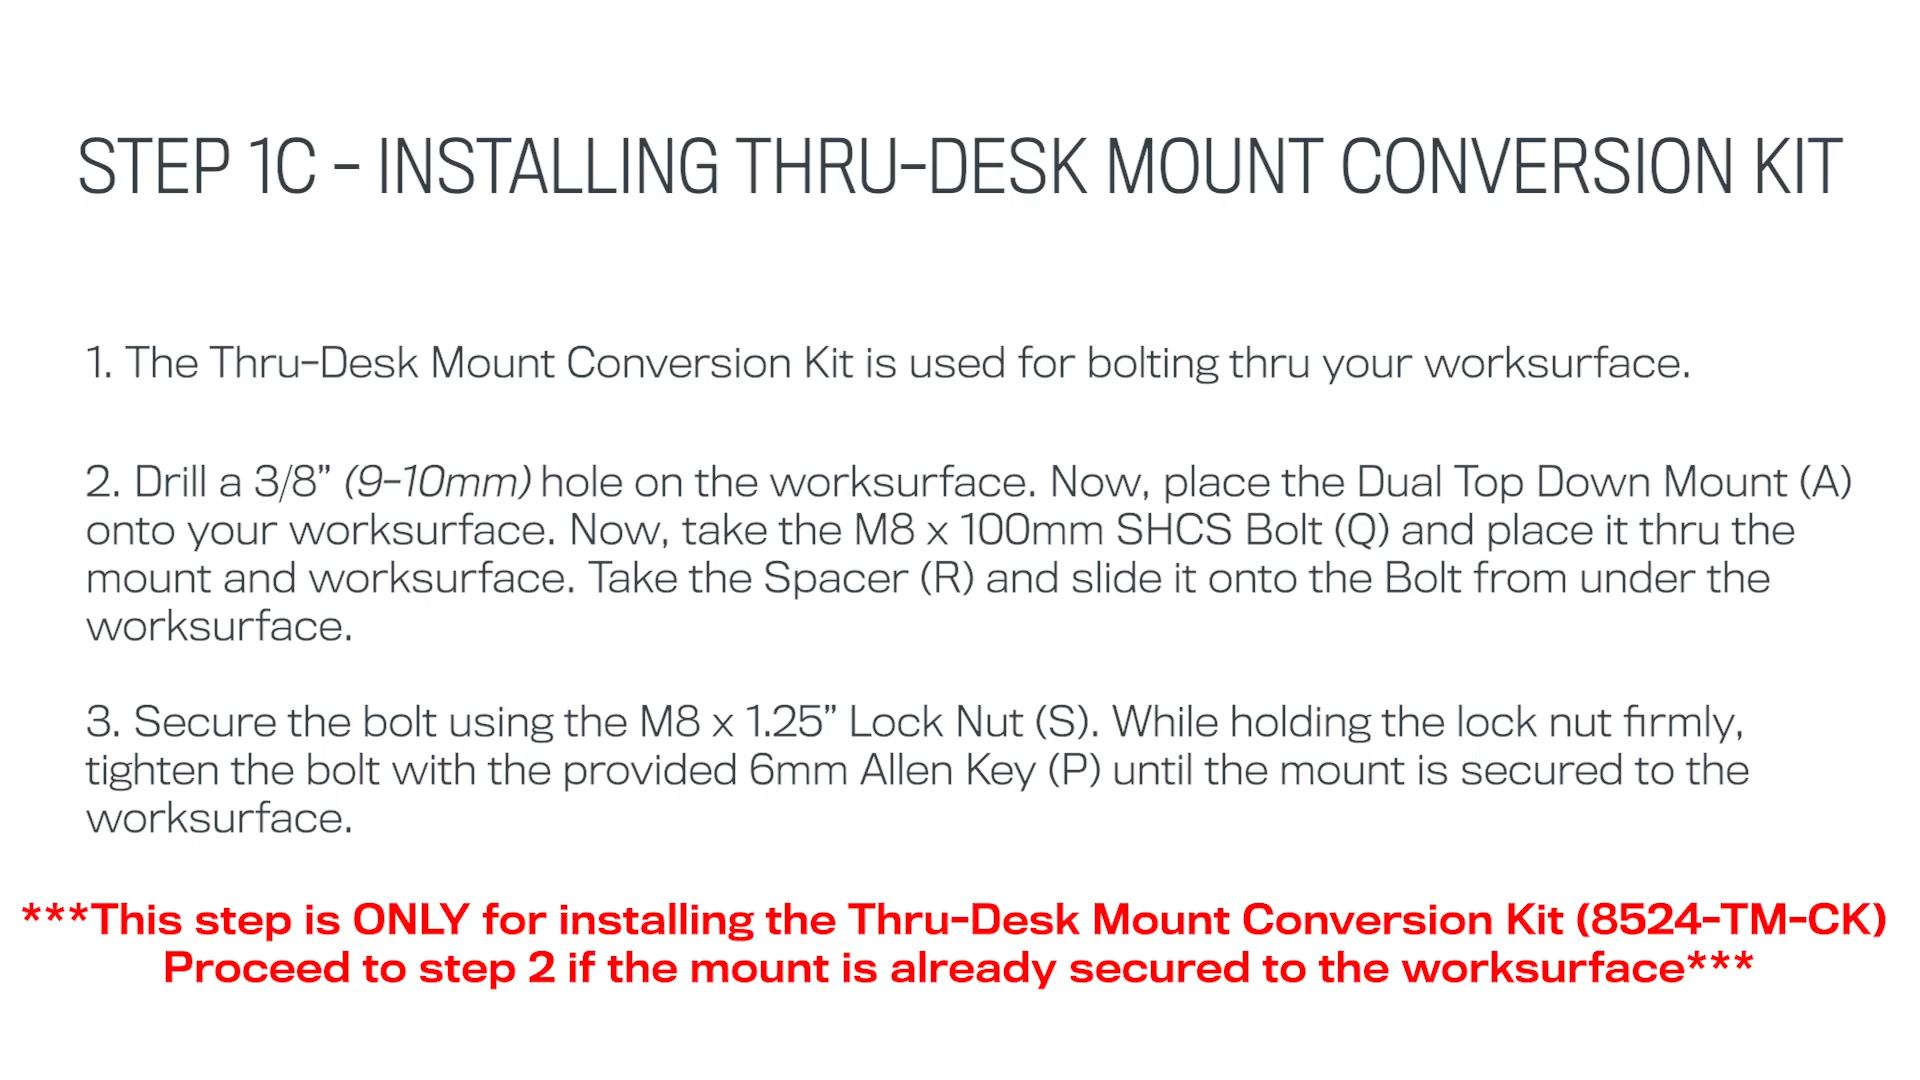 STEP 1C - INSTALLING THRU-DESK MOUNT CONVERSION KIT
1. The Thru-Desk Mount Conversion Kit is used for bolting thru your worksurface.
2. Drill a 3/8” (9-10mm) hole on the worksurface. Now, place the Dual Top Down Mount (A)
onto your worksurface. Now, take the M8 x 100mm SHCS Bolt (Q) and place it thru the
mount and worksurface. Take the Spacer (R) and slide it onto the Bolt from under the
worksurface.
3. Secure the bolt using the M8 x 1.25” Lock Nut (S). While holding the lock nut firmly,
tighten the bolt with the provided 6mm Allen Key (P) until the mount is secured to the
worksurface.
***This step is ONLY for installing the Thru-Desk Mount Conversion Kit (8524-TM-CK)
Proceed to step 2 if the mount is already secured to the worksurface***